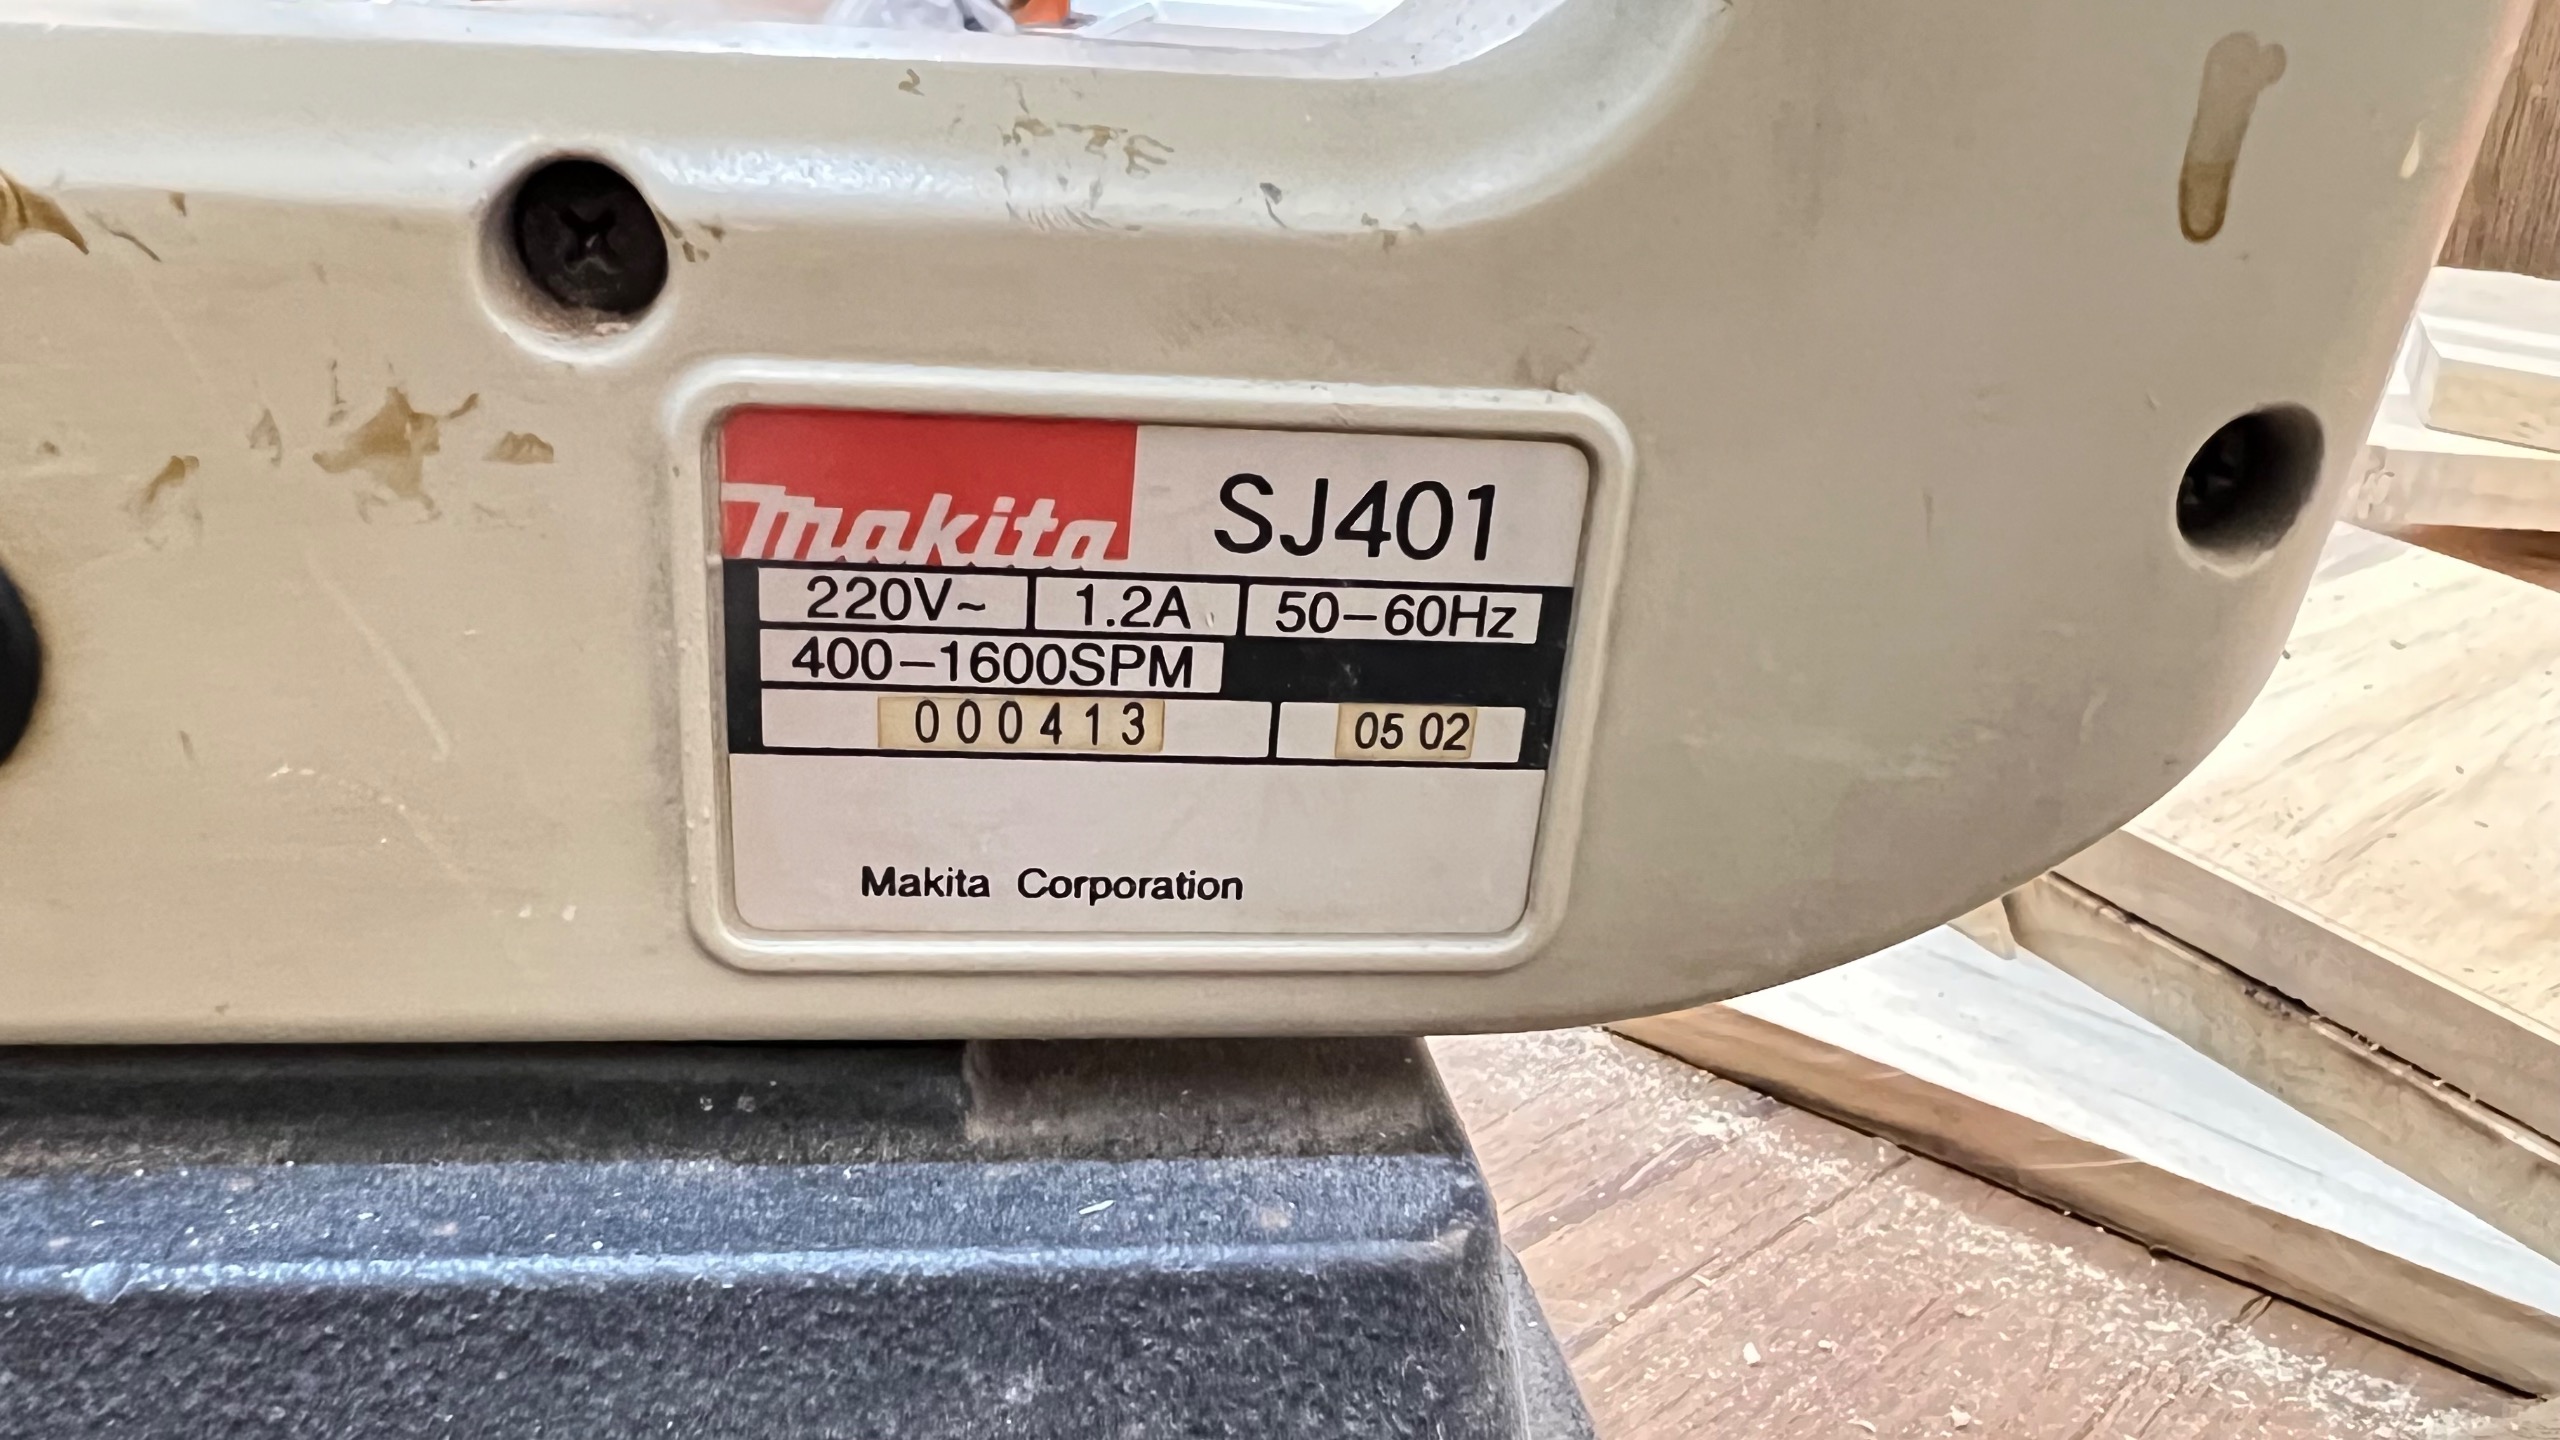 makita SJ401
220V~ 1.2A 50-60Hz
400-1600SPM
000413 05 02
Makita Corporation